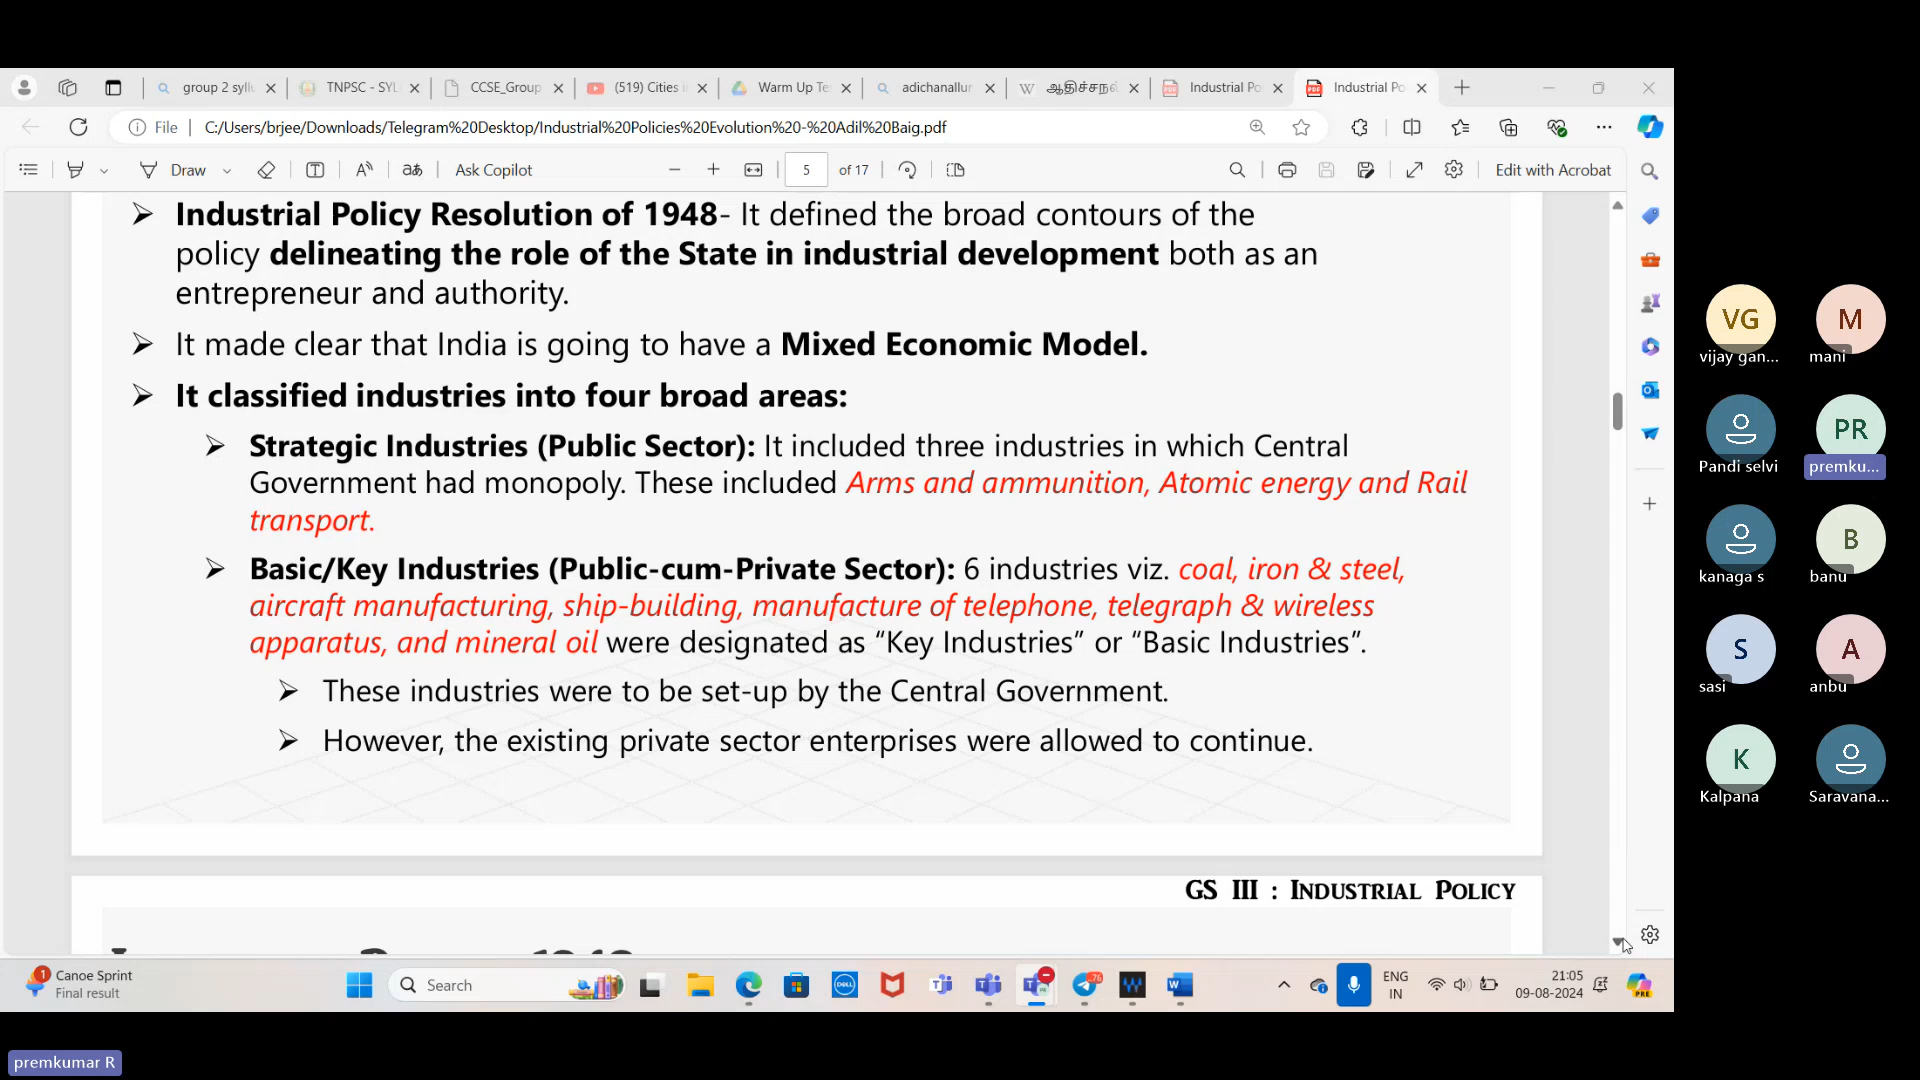 group 2 syll
TNPSC - SYL
CCSE_Group
(519) Cities i
Warm Up Te
adichanallur
ஆதிச்சநல்
Industrial Po
Industrial Po
File
C:/Users/brjee/Downloads/Telegram%20Desktop/Industrial%20Policies%20Evolution%20-%20Adil%20Baig.pdf
Draw
Ask Copilot
5 of 17
Edit with Acrobat
Industrial Policy Resolution of 1948- It defined the broad contours of the
policy delineating the role of the State in industrial development both as an
entrepreneur and authority.
It made clear that India is going to have a Mixed Economic Model.
It classified industries into four broad areas:
Strategic Industries (Public Sector): It included three industries in which Central
Government had monopoly. These included Arms and ammunition, Atomic energy and Rail
transport.
Basic/Key Industries (Public-cum-Private Sector): 6 industries viz. coal, iron & steel,
aircraft manufacturing, ship-building, manufacture of telephone, telegraph & wireless
apparatus, and mineral oil were designated as “Key Industries” or “Basic Industries”.
These industries were to be set-up by the Central Government.
However, the existing private sector enterprises were allowed to continue.
GS III : Industrial Policy
VG
vijay gan...
M
mani
Pandi selvi
PR
premku...
kanaga s
B
banu
S
sasi
A
anbu
K
Kalpana
Saravana...
1
Canoe Sprint
Final result
Search
DELL
76
ENG
IN
21:05
09-08-2024
PRE
premkumar R